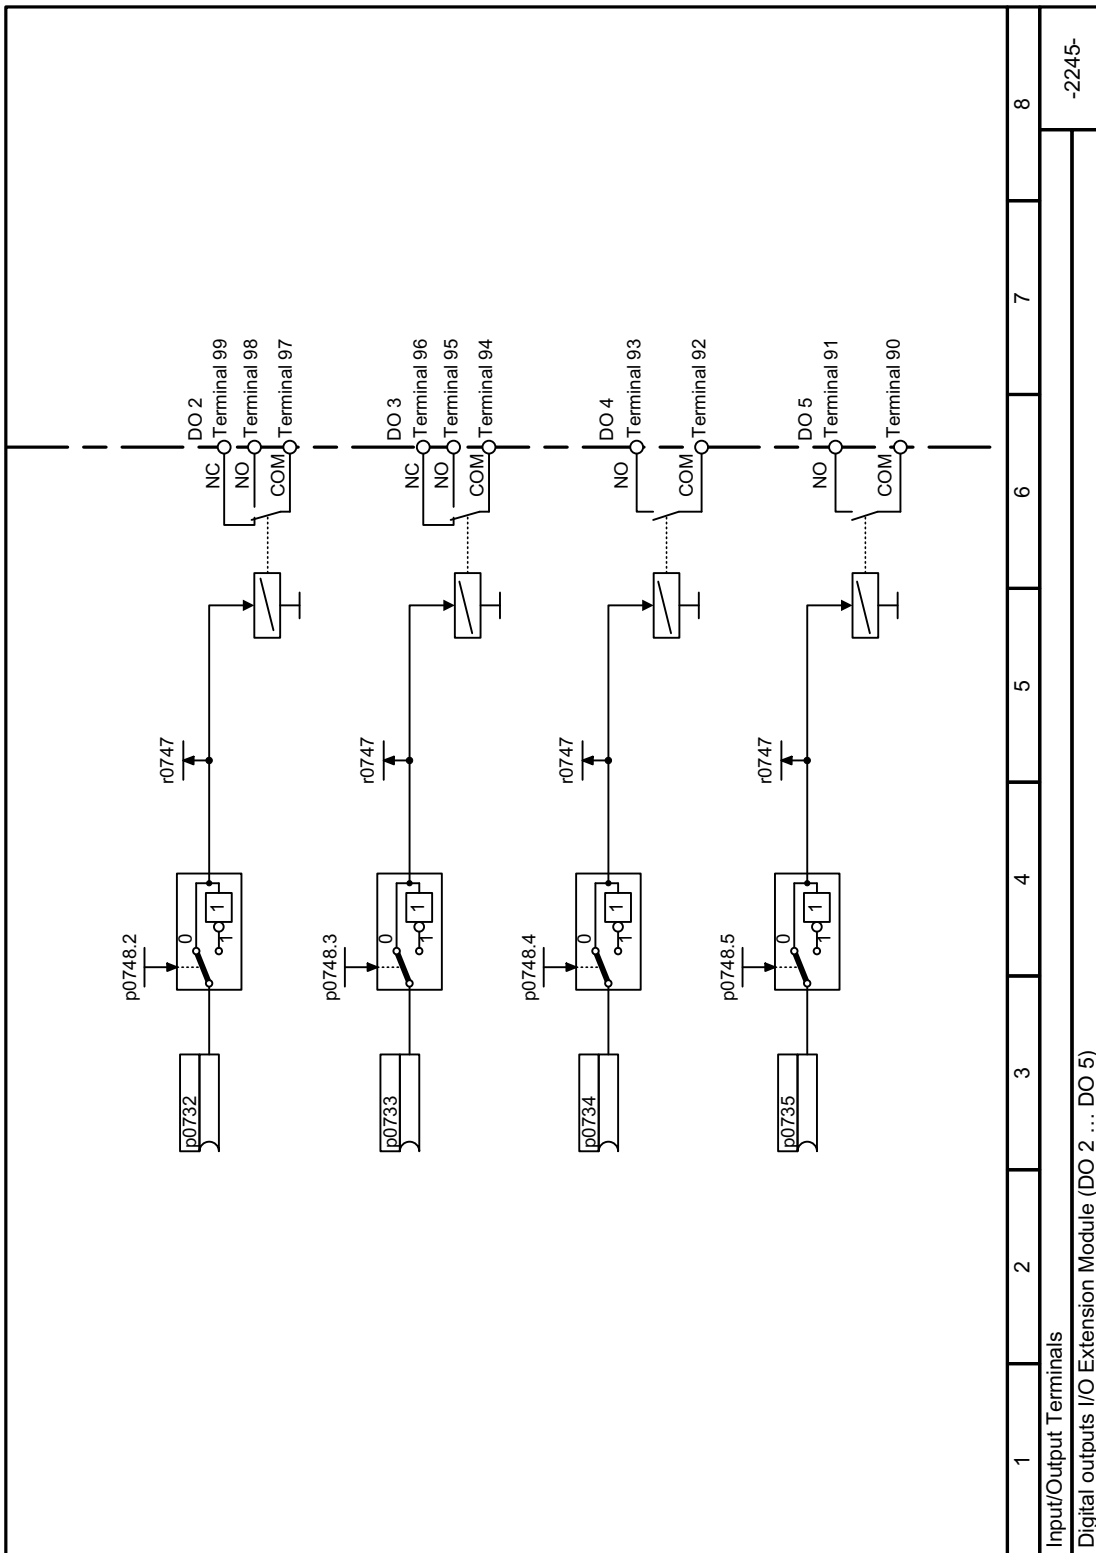 p0732
p0748.2
0
1
1
r0747
DO 2
NC
Terminal 99
NO
Terminal 98
COM
Terminal 97
p0733
p0748.3
0
1
1
r0747
DO 3
NC
Terminal 96
NO
Terminal 95
COM
Terminal 94
p0734
p0748.4
0
1
1
r0747
DO 4
NO
Terminal 93
COM
Terminal 92
p0735
p0748.5
0
1
1
r0747
DO 5
NO
Terminal 91
COM
Terminal 90
1 2 3 4 5 6 7 8
Input/Output Terminals
-2245-
Digital outputs I/O Extension Module (DO 2 ... DO 5)